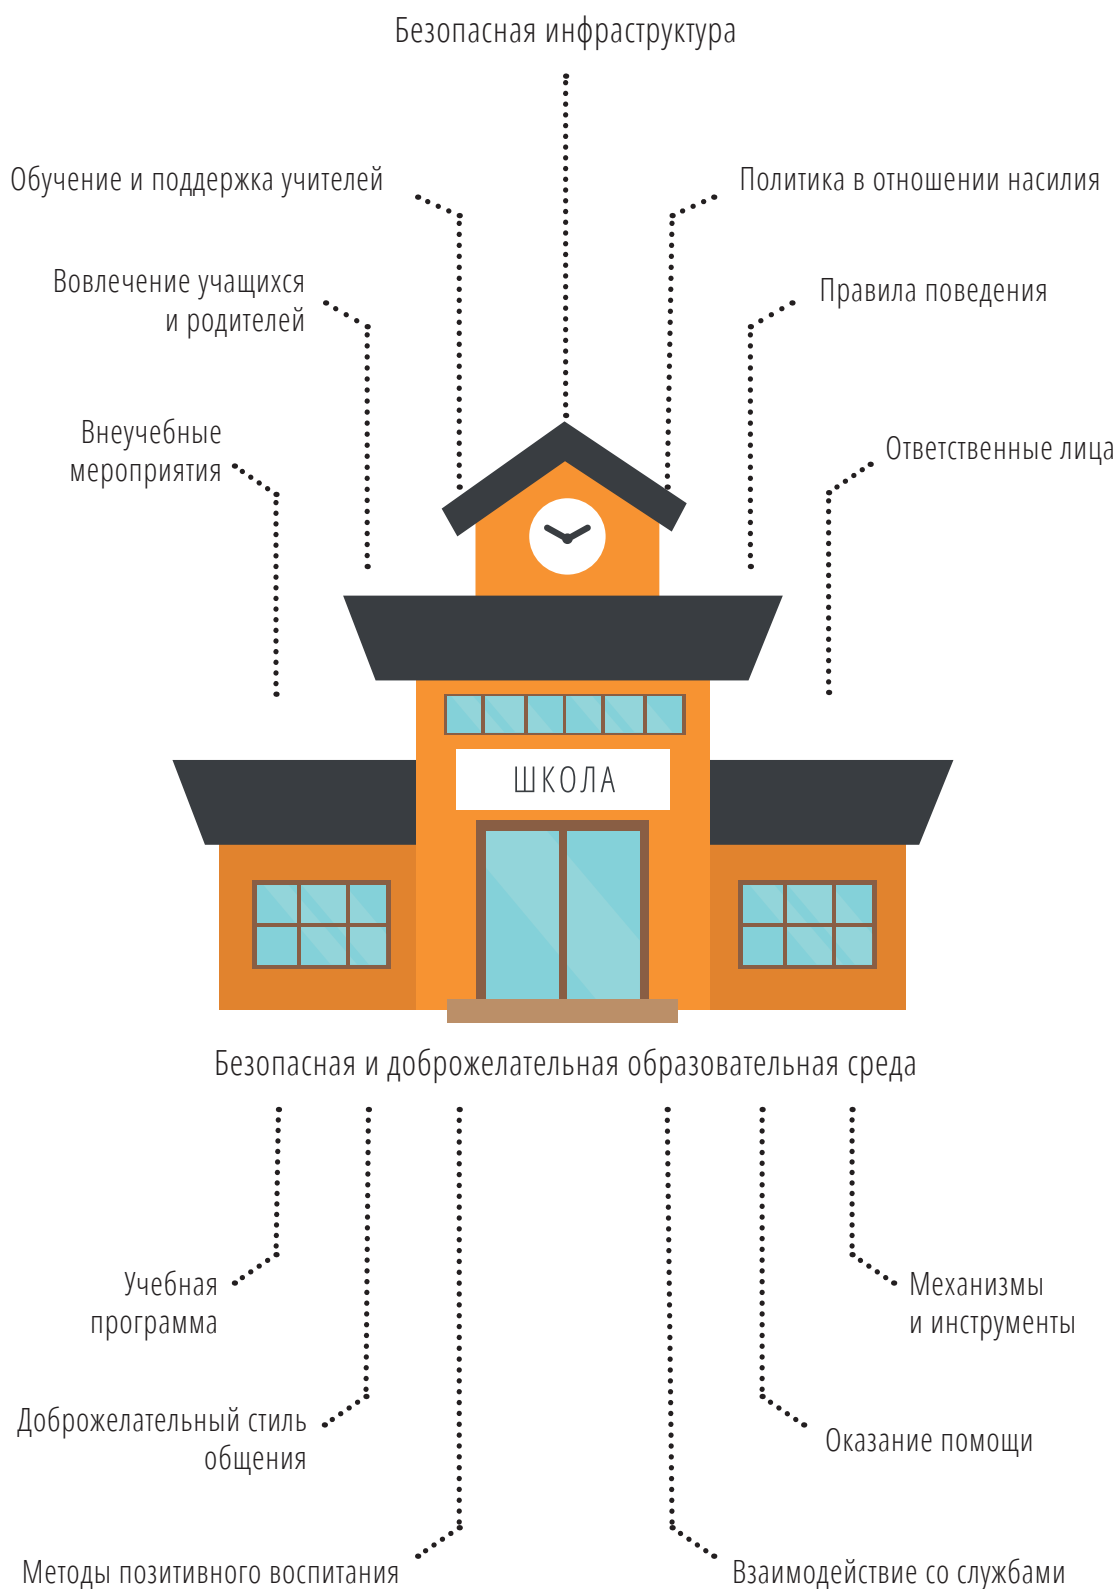 Безопасная инфраструктура
Обучение и поддержка учителей
Политика в отношении насилия
Вовлечение учащихся
и родителей
Правила поведения
Внеучебные
мероприятия
Ответственные лица
ШКОЛА
Безопасная и доброжелательная образовательная среда
Учебная
программа
Механизмы
и инструменты
Доброжелательный стиль
общения
Оказание помощи
Методы позитивного воспитания
Взаимодействие со службами